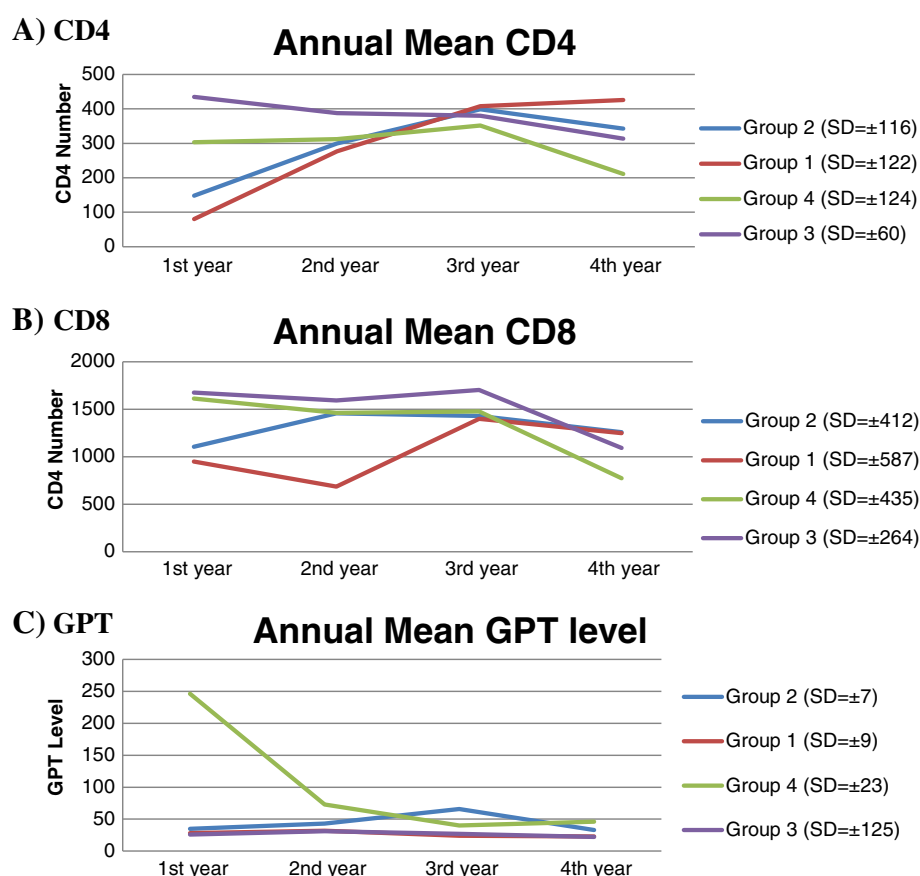 A) CD4
Annual Mean CD4
500
400
300
200
100
0
CD4 Number
1st year 2nd year 3rd year 4th year
Group 2 (SD=±116)
Group 1 (SD=±122)
Group 4 (SD=±124)
Group 3 (SD=±60)
B) CD8
Annual Mean CD8
2000
1500
1000
500
0
CD4 Number
1st year 2nd year 3rd year 4th year
Group 2 (SD=±412)
Group 1 (SD=±587)
Group 4 (SD=±435)
Group 3 (SD=±264)
C) GPT
Annual Mean GPT level
300
250
200
150
100
50
0
GPT Level
1st year 2nd year 3rd year 4th year
Group 2 (SD=±7)
Group 1 (SD=±9)
Group 4 (SD=±23)
Group 3 (SD=±125)